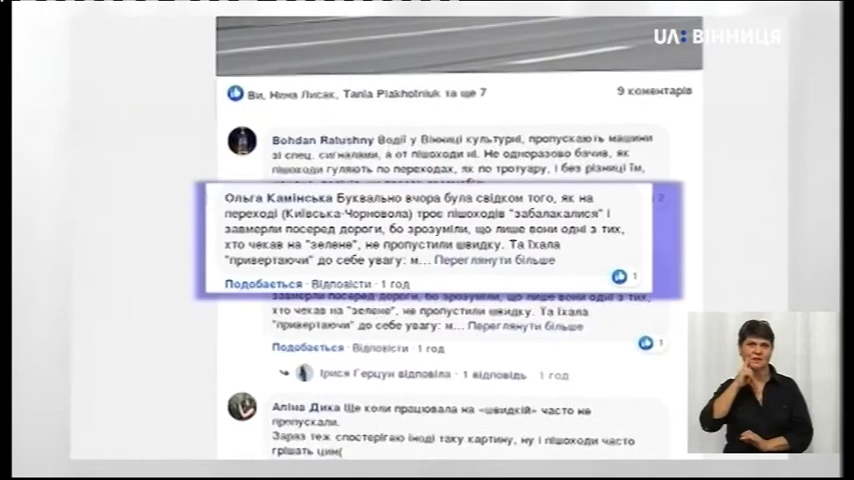 UA: ВІННИЦЯ
Ви, Нина Лисак, Tania Plakhotniuk та ще 7
9 коментарів
Bohdan Ratushny Водії у Вінниці культурні, пропускають машини
зі спец. сигналами, а от пішоходи ні. Не одноразово бачив, як
пішоходи гуляють по переходах, як по тротуару, і без різниці їм,
Ольга Камінська Буквально вчора була свідком того, як на
переході (Київська-Чорновола) троє пішоходів "забалакалися" і
завмерли посеред дороги, бо зрозуміли, що лише вони одні з тих,
хто чекав на "зелене", не пропустили швидку. Та їхала
"привертаючи" до себе увагу: м... Переглянути більше
1
Подобається · Відповісти · 1 год
2
завмерли посеред дороги, бо зрозуміли, що лише вони одні з тих,
хто чекав на "зелене", не пропустили швидку. Та їхала
"привертаючи" до себе увагу: м... Переглянути більше
Подобається · Відповісти · 1 год
1
Ірися Герцун відповіла · 1 відповідь 1 год
Аліна Дика Ще коли працювала на «швидкій» часто не
пропускали.
Зараз теж спостерігаю іноді таку картину, ну і пішоходи часто
грішать цим(